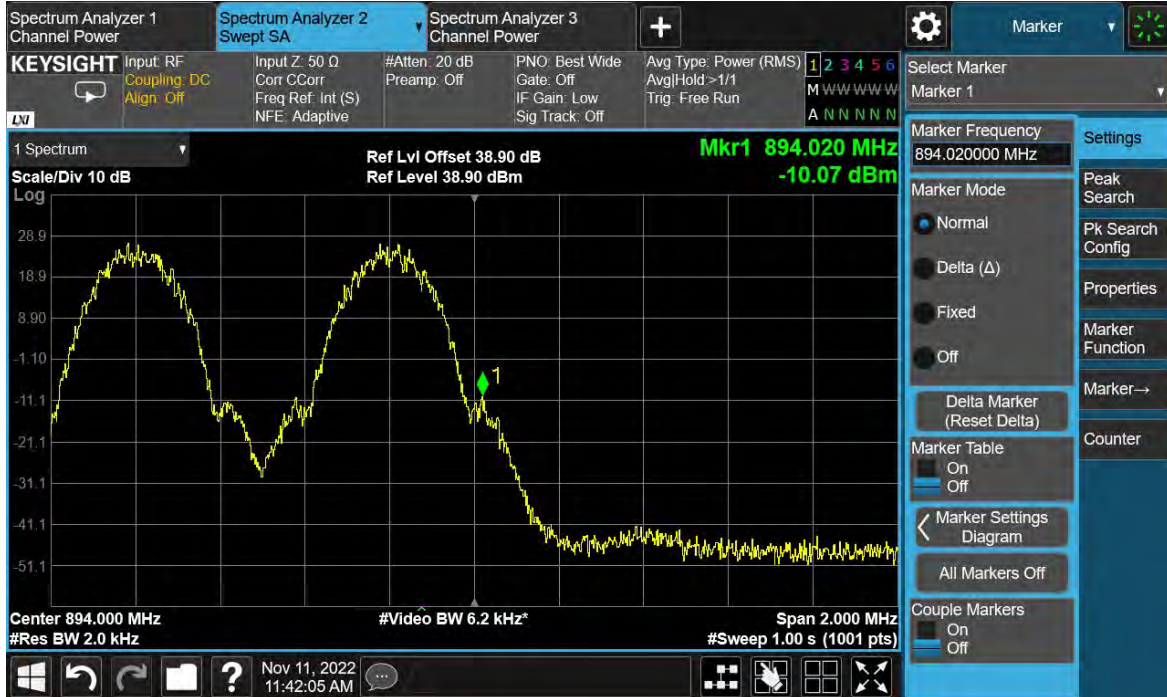 Spectrum Analyzer 1
Channel Power
Spectrum Analyzer 2
Swept SA
Spectrum Analyzer 3
Channel Power
Marker
KEYSIGHT
LXI
Input: RF
Coupling: DC
Align: Off
Input Z: 50 Ω
Corr CCorr
Freq Ref: Int (S)
NFE: Adaptive
#Atten: 20 dB
Preamp: Off
PNO: Best Wide
Gate: Off
IF Gain: Low
Sig Track: Off
Avg Type: Power (RMS)
Avg|Hold:>1/1
Trig: Free Run
1 2 3 4 5 6
M W W W W W
A N N N N N
Select Marker
Marker 1
1 Spectrum
Scale/Div 10 dB
Log
Ref Lvl Offset 38.90 dB
Ref Level 38.90 dBm
Mkr1 894.020 MHz
-10.07 dBm
28.9
18.9
8.90
-1.10
-11.1
-21.1
-31.1
-41.1
-51.1
1
Center 894.000 MHz
#Res BW 2.0 kHz
#Video BW 6.2 kHz*
Span 2.000 MHz
#Sweep 1.00 s (1001 pts)
Marker Frequency
894.020000 MHz
Marker Mode
Normal
Delta (Δ)
Fixed
Off
Delta Marker
(Reset Delta)
Marker Table
On
Off
Marker Settings
Diagram
All Markers Off
Couple Markers
On
Off
Settings
Peak
Search
Pk Search
Config
Properties
Marker
Function
Marker→
Counter
?
Nov 11, 2022
11:42:05 AM